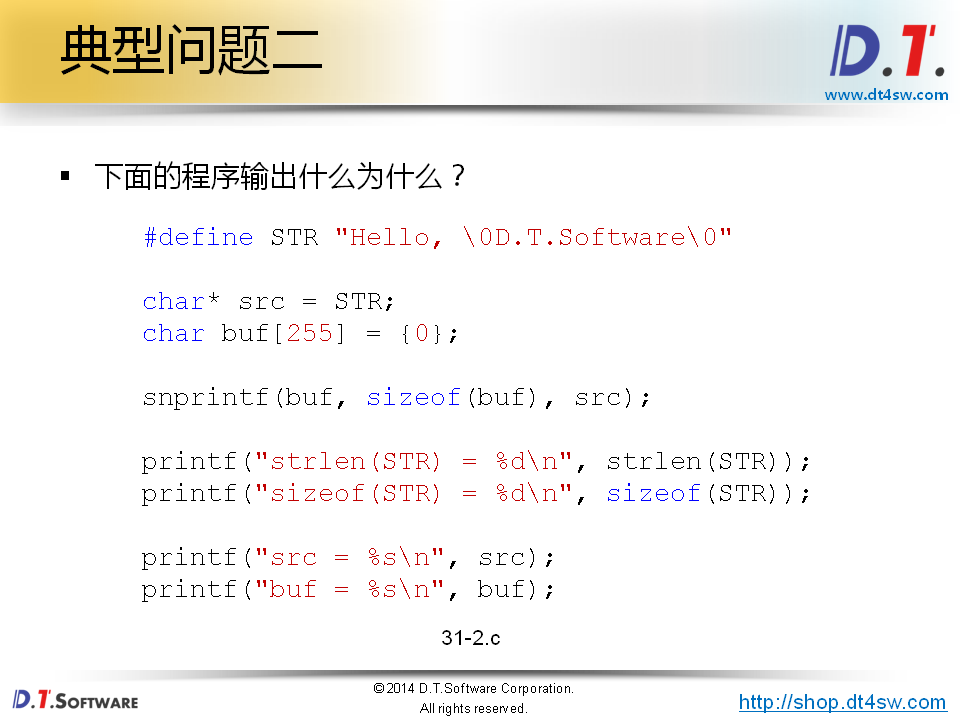 典型问题二
D.T.
www.dt4sw.com
▪ 下面的程序输出什么为什么？
#define STR "Hello, \0D.T.Software\0"
char* src = STR;
char buf[255] = {0};
snprintf(buf, sizeof(buf), src);
printf("strlen(STR) = %d\n", strlen(STR));
printf("sizeof(STR) = %d\n", sizeof(STR));
printf("src = %s\n", src);
printf("buf = %s\n", buf);
31-2.c
D.T.SOFTWARE
©2014 D.T.Software Corporation.
All rights reserved.
http://shop.dt4sw.com